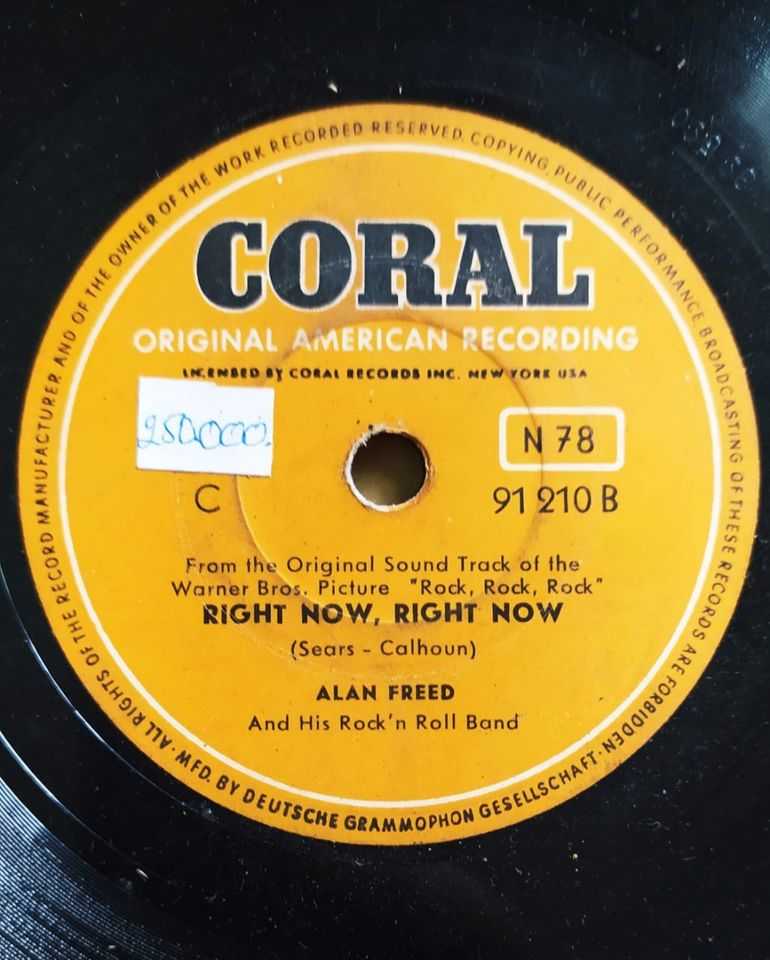 ALL RIGHTS OF THE RECORD MANUFACTURER AND OF THE OWNER OF THE WORK RECORDED RESERVED. COPYING, PUBLIC PERFORMANCE BROADCASTING OF THESE RECORDS ARE FORBIDDEN · MFD. BY DEUTSCHE GRAMMOPHON GESELLSCHAFT ·
CORAL
ORIGINAL AMERICAN RECORDING
LICENSED BY CORAL RECORDS INC. NEW YORK USA
250.000.
N 78
C
91 210 B
From the Original Sound Track of the
Warner Bros. Picture "Rock, Rock, Rock"
RIGHT NOW, RIGHT NOW
(Sears - Calhoun)
ALAN FREED
And His Rock'n Roll Band